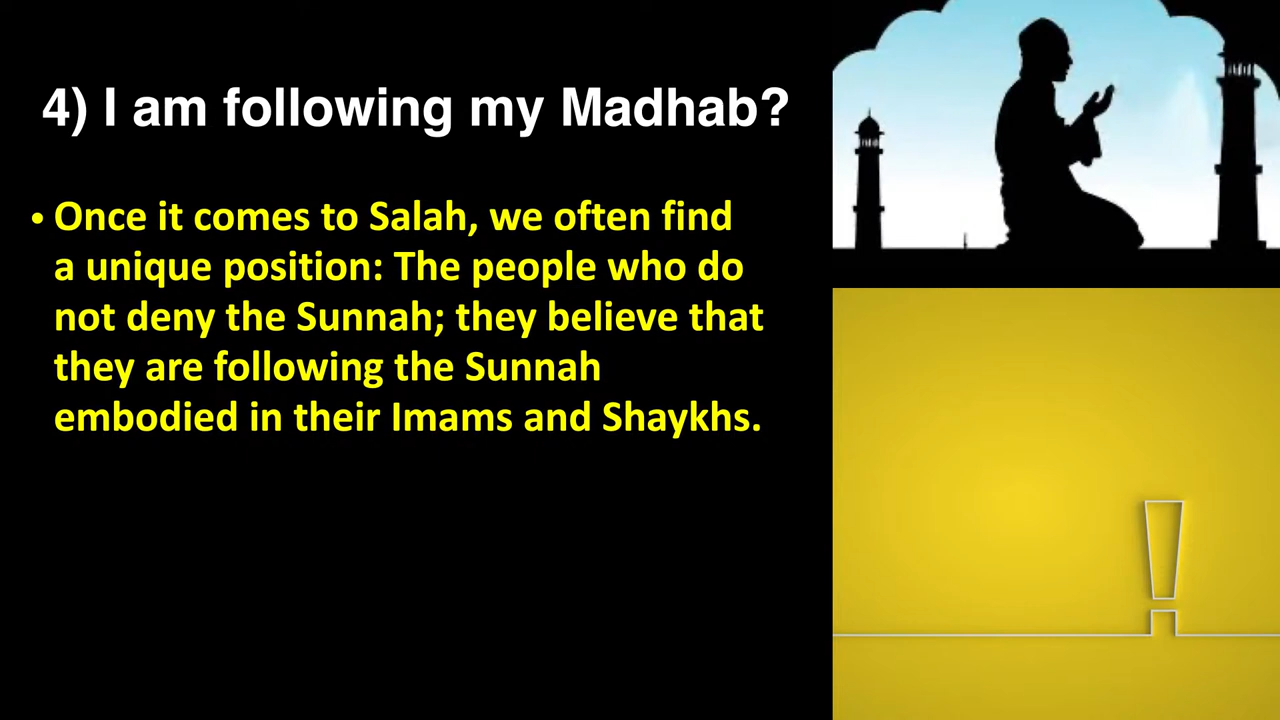 4) I am following my Madhab?
• Once it comes to Salah, we often find
a unique position: The people who do
not deny the Sunnah; they believe that
they are following the Sunnah
embodied in their Imams and Shaykhs.